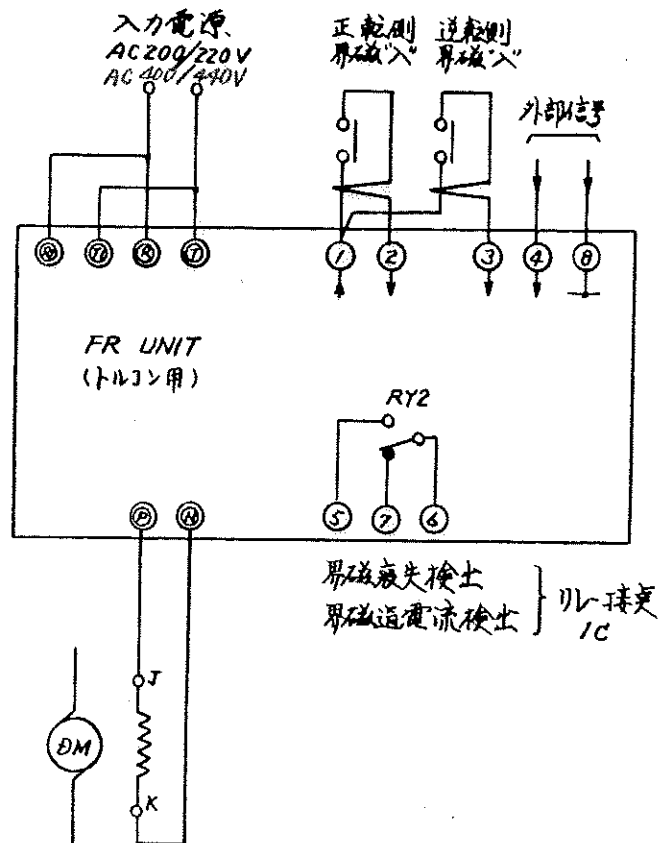 入力電源
AC200/220V
AC400/440V
正転側
界磁"入"
逆転側
界磁"入"
外部信号
R0 T0 R T
1 2 3 4 8
FR UNIT
(トルコン用)
RY2
P N
5 7 6
界磁喪失検出
界磁過電流検出
リレー接点
1C
J
DM
K